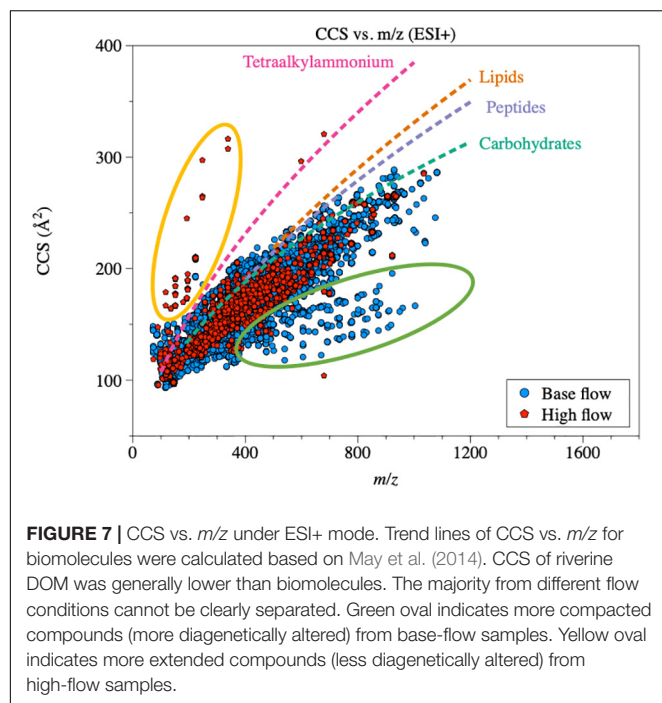 CCS vs. m/z (ESI+)
400
300
200
100
CCS (Å²)
Tetraalkylammonium
Lipids
Peptides
Carbohydrates
Base flow
High flow
0
400
800
1200
1600
m/z
FIGURE 7 | CCS vs. m/z under ESI+ mode. Trend lines of CCS vs. m/z for
biomolecules were calculated based on May et al. (2014). CCS of riverine
DOM was generally lower than biomolecules. The majority from different flow
conditions cannot be clearly separated. Green oval indicates more compacted
compounds (more diagenetically altered) from base-flow samples. Yellow oval
indicates more extended compounds (less diagenetically altered) from
high-flow samples.